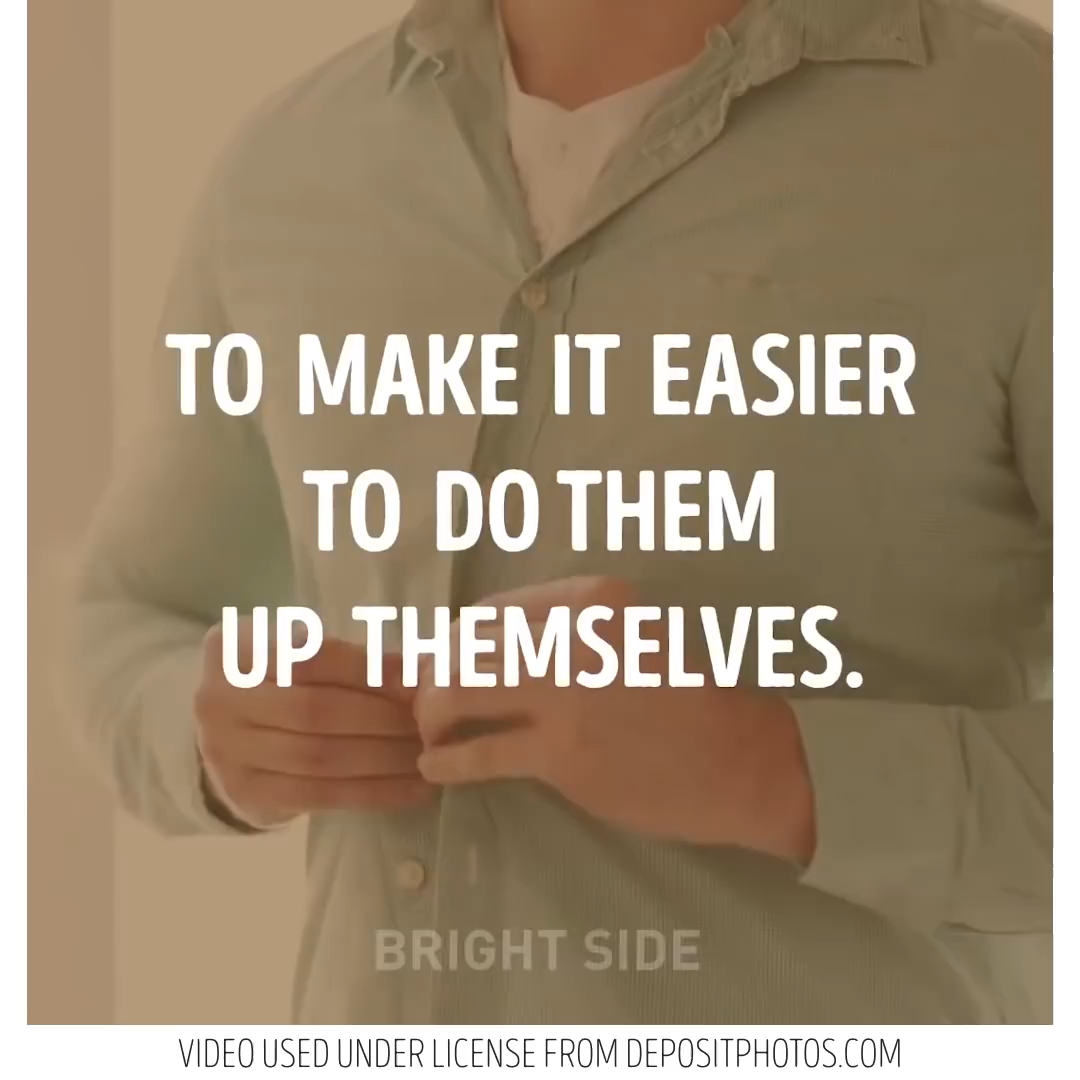 TO MAKE IT EASIER
TO DO THEM
UP THEMSELVES.
BRIGHT SIDE
VIDEO USED UNDER LICENSE FROM DEPOSITPHOTOS.COM